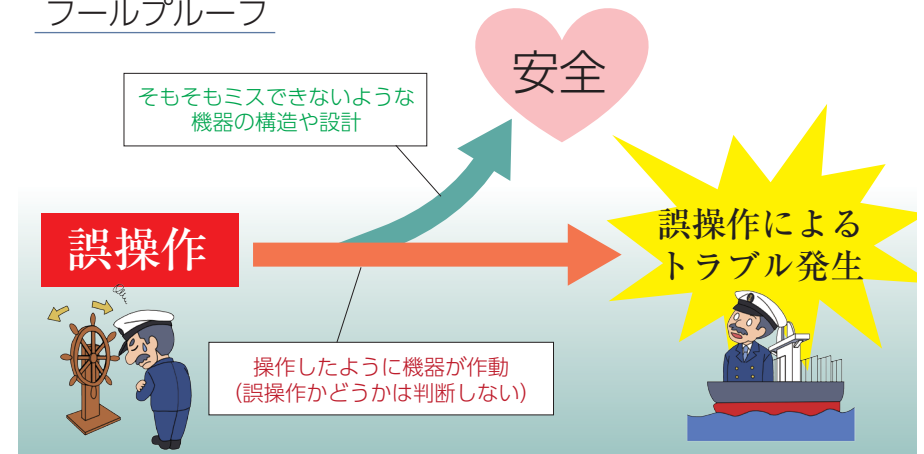 フールプルーフ
安全
そもそもミスできないような
機器の構造や設計
誤操作
誤操作による
トラブル発生
操作したように機器が作動
（誤操作かどうかは判断しない）